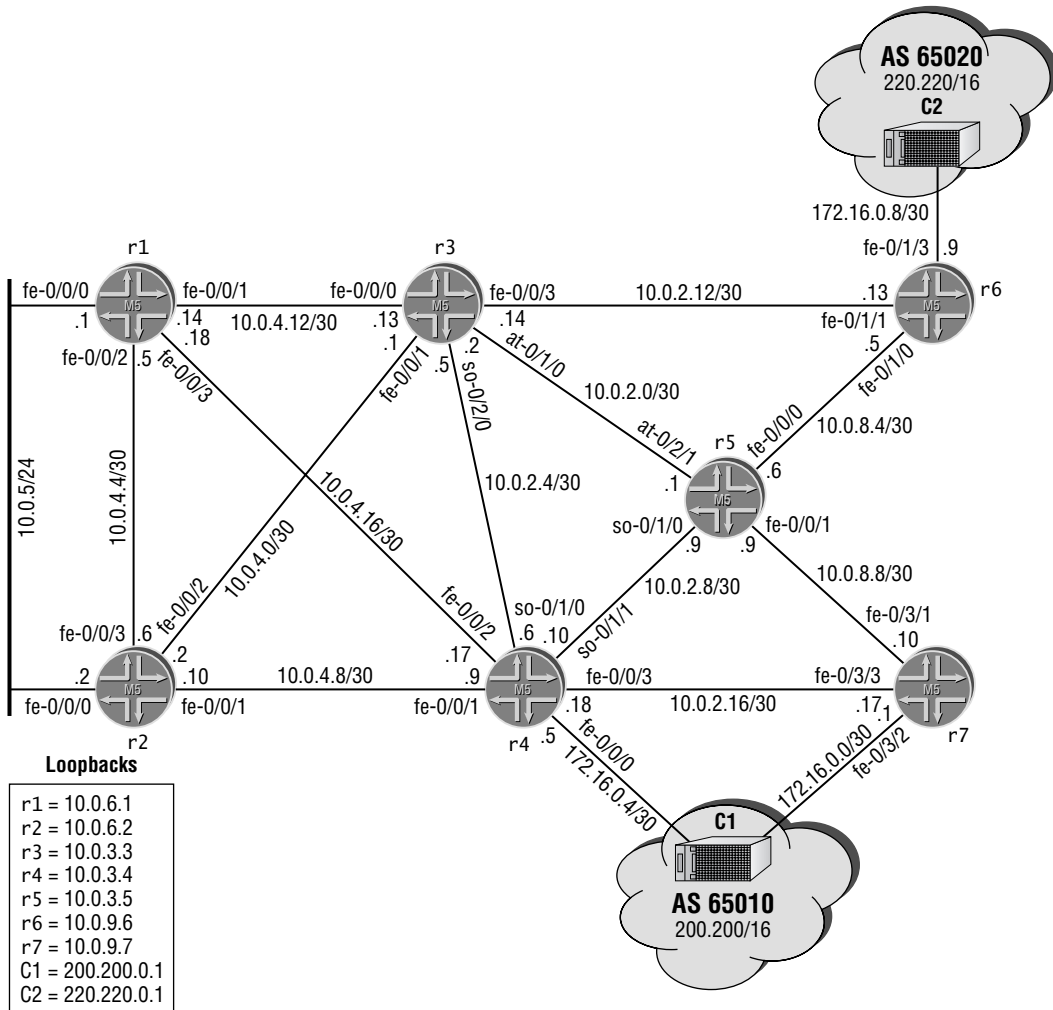 AS 65020
220.220/16
C2
172.16.0.8/30
fe-0/1/3
.9
r1
r3
r6
fe-0/0/0
M5
fe-0/0/1
fe-0/0/0
M5
fe-0/0/3
10.0.2.12/30
.13
M5
.1
.14
10.0.4.12/30
.13
.14
fe-0/1/1
.18
.1
.2
.5
fe-0/0/2
.5
fe-0/0/3
fe-0/0/1
.5
so-0/2/0
at-0/1/0
fe-0/1/0
10.0.2.0/30
10.0.8.4/30
fe-0/0/0
at-0/2/1
r5
.6
10.0.5/24
10.0.4.4/30
10.0.4.16/30
10.0.2.4/30
.1
M5
so-0/1/0
fe-0/0/1
.9
.9
10.0.4.0/30
10.0.2.8/30
10.0.8.8/30
fe-0/0/2
fe-0/0/2
so-0/1/0
so-0/1/1
fe-0/3/1
fe-0/0/3
.6
.6
.10
.10
.2
.17
.2
M5
.10
10.0.4.8/30
.9
M5
fe-0/0/3
fe-0/3/3
M5
fe-0/0/0
fe-0/0/1
fe-0/0/1
.18
10.0.2.16/30
.17
.1
r2
r4
.5
fe-0/0/0
172.16.0.4/30
172.16.0.0/30
fe-0/3/2
r7
Loopbacks
r1 = 10.0.6.1
r2 = 10.0.6.2
r3 = 10.0.3.3
r4 = 10.0.3.4
r5 = 10.0.3.5
r6 = 10.0.9.6
r7 = 10.0.9.7
C1 = 200.200.0.1
C2 = 220.220.0.1
C1
AS 65010
200.200/16